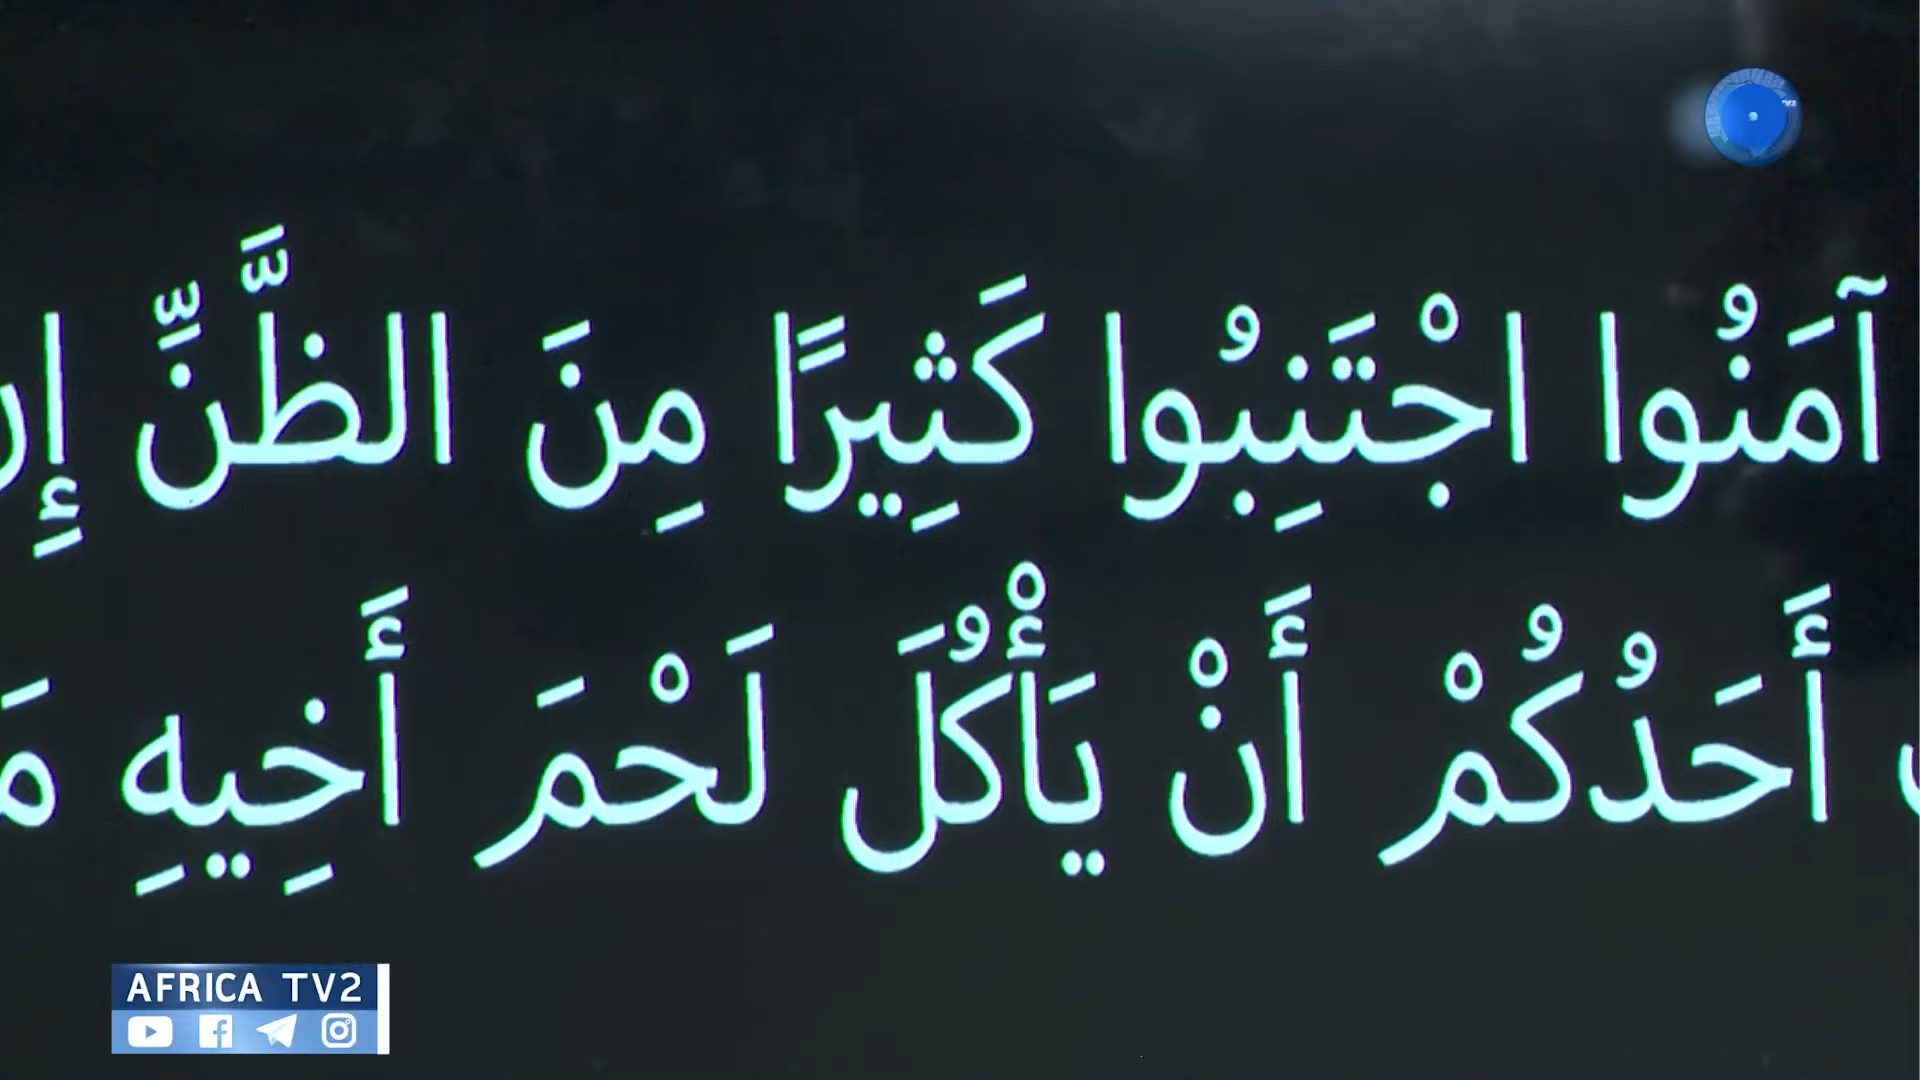 آمَنُوا اجْتَنِبُوا كَثِيرًا مِنَ الظَّنِّ
أَحَدُكُمْ أَنْ يَأْكُلَ لَحْمَ أَخِيهِ
AFRICA TV2